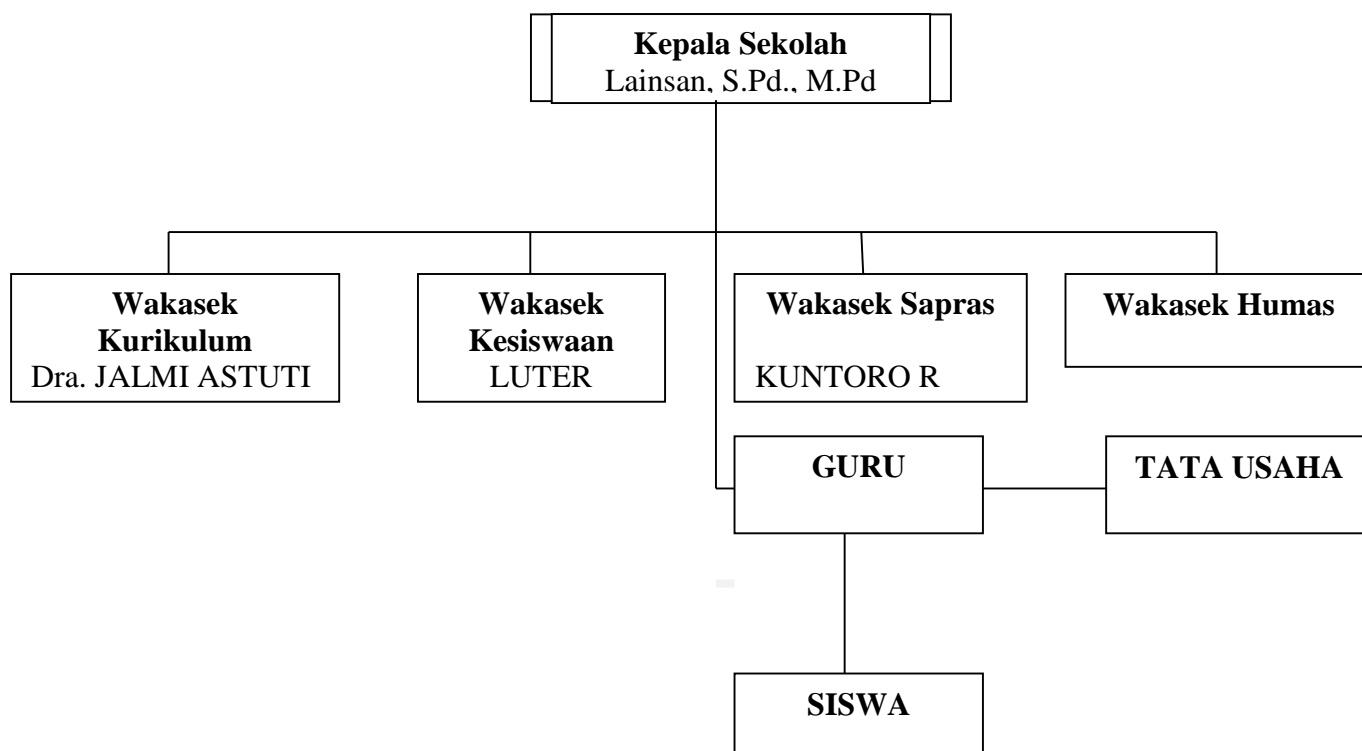 Kepala Sekolah
Lainsan, S.Pd., M.Pd
Wakasek
Kurikulum
Dra. JALMI ASTUTI
Wakasek
Kesiswaan
LUTER
Wakasek Sapras
KUNTORO R
Wakasek Humas
GURU
TATA USAHA
SISWA